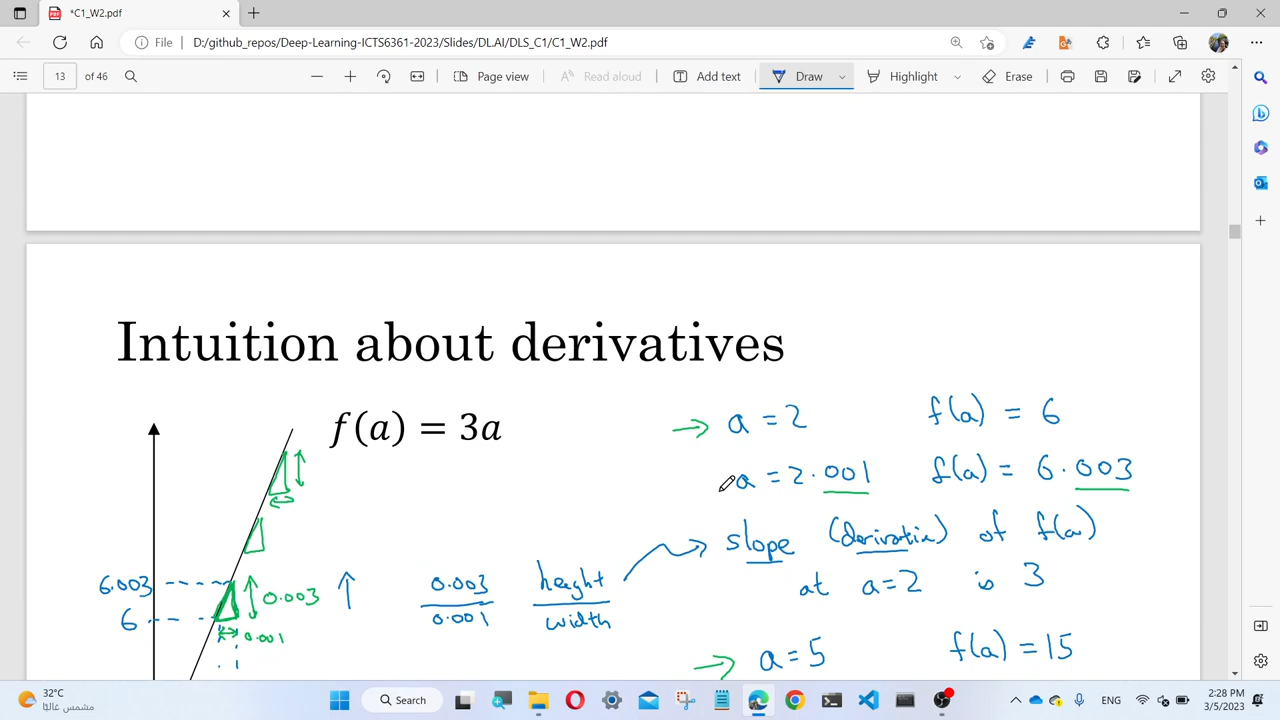 *C1_W2.pdf
File
D:/github_repos/Deep-Learning-ICTS6361-2023/Slides/DL.AI/DLS_C1/C1_W2.pdf
13 of 46
Page view
Read aloud
Add text
Draw
Highlight
Erase
Intuition about derivatives
f(a) = 3a
a = 2 f(a) = 6
a = 2.001 f(a) = 6.003
slope (derivative) of f(a)
at a=2 is 3
6.003
6
0.003
0.001
0.003
0.001
height
width
a = 5 f(a) = 15
32°C
مشمس غالبًا
Search
ENG
2:28 PM
3/5/2023